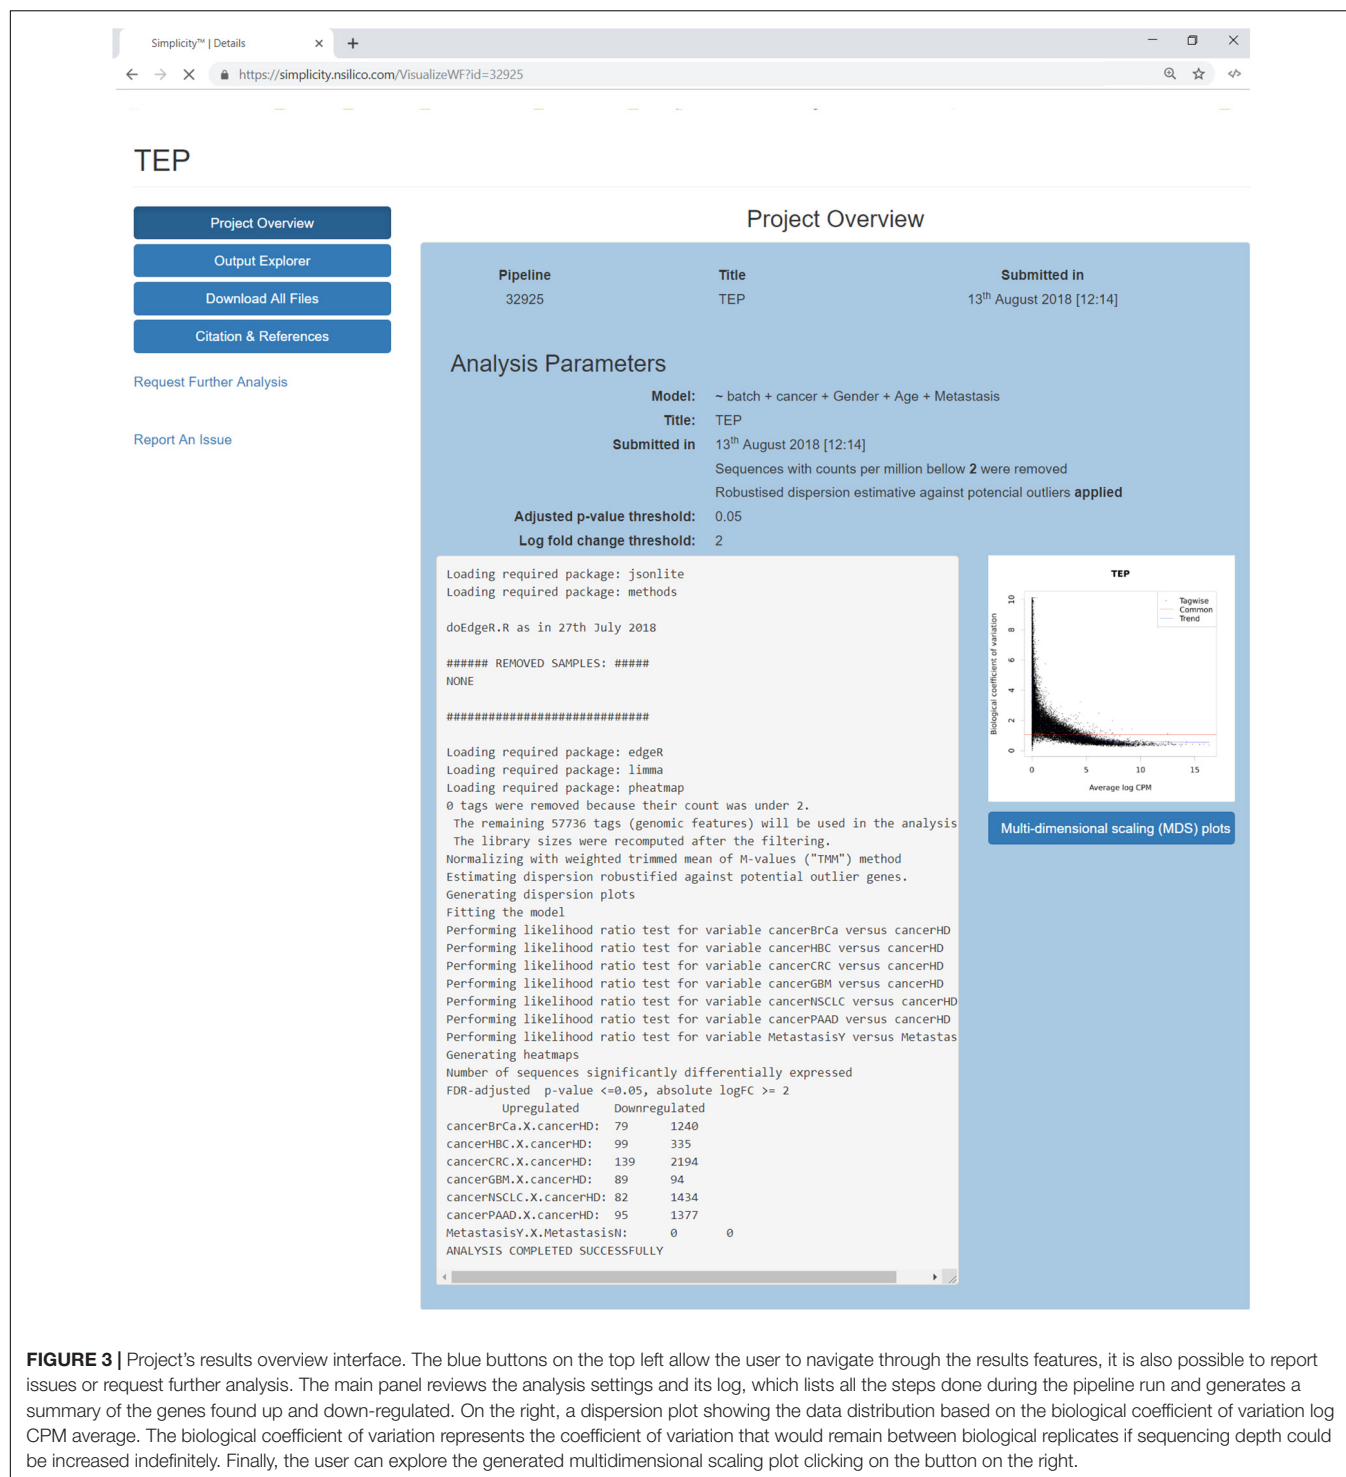 Simplicity™ | Details
https://simplicity.nsilico.com/VisualizeWF?id=32925
TEP
Project Overview
Output Explorer
Download All Files
Citation & References
Request Further Analysis
Report An Issue
Project Overview
Pipeline Title Submitted in
32925 TEP 13th August 2018 [12:14]
Analysis Parameters
Model: ~ batch + cancer + Gender + Age + Metastasis
Title: TEP
Submitted in 13th August 2018 [12:14]
Sequences with counts per million bellow 2 were removed
Robustised dispersion estimative against potencial outliers applied
Adjusted p-value threshold: 0.05
Log fold change threshold: 2
Loading required package: jsonlite
Loading required package: methods
doEdgeR.R as in 27th July 2018
###### REMOVED SAMPLES: #####
NONE
#############################
Loading required package: edgeR
Loading required package: limma
Loading required package: pheatmap
0 tags were removed because their count was under 2.
The remaining 57736 tags (genomic features) will be used in the analysis
The library sizes were recomputed after the filtering.
Normalizing with weighted trimmed mean of M-values ("TMM") method
Estimating dispersion robustified against potential outlier genes.
Generating dispersion plots
Fitting the model
Performing likelihood ratio test for variable cancerBrCa versus cancerHD
Performing likelihood ratio test for variable cancerHBC versus cancerHD
Performing likelihood ratio test for variable cancerCRC versus cancerHD
Performing likelihood ratio test for variable cancerGBM versus cancerHD
Performing likelihood ratio test for variable cancerNSCLC versus cancerHD
Performing likelihood ratio test for variable cancerPAAD versus cancerHD
Performing likelihood ratio test for variable MetastasisY versus Metastas
Generating heatmaps
Number of sequences significantly differentially expressed
FDR-adjusted p-value <=0.05, absolute logFC >= 2
Upregulated Downregulated
cancerBrCa.X.cancerHD: 79 1240
cancerHBC.X.cancerHD: 99 335
cancerCRC.X.cancerHD: 139 2194
cancerGBM.X.cancerHD: 89 94
cancerNSCLC.X.cancerHD: 82 1434
cancerPAAD.X.cancerHD: 95 1377
MetastasisY.X.MetastasisN: 0 0
ANALYSIS COMPLETED SUCCESSFULLY
TEP
Tagwise
Common
Trend
Biological coefficient of variation
10
8
6
4
2
0
0 5 10 15
Average log CPM
Multi-dimensional scaling (MDS) plots
FIGURE 3 | Project's results overview interface. The blue buttons on the top left allow the user to navigate through the results features, it is also possible to report
issues or request further analysis. The main panel reviews the analysis settings and its log, which lists all the steps done during the pipeline run and generates a
summary of the genes found up and down-regulated. On the right, a dispersion plot showing the data distribution based on the biological coefficient of variation log
CPM average. The biological coefficient of variation represents the coefficient of variation that would remain between biological replicates if sequencing depth could
be increased indefinitely. Finally, the user can explore the generated multidimensional scaling plot clicking on the button on the right.